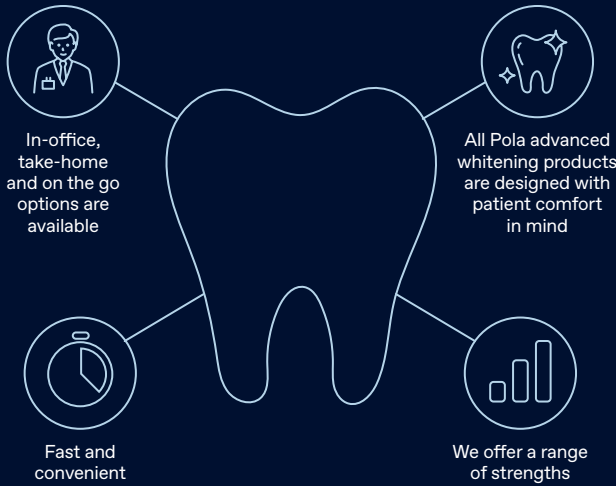 In-office,
take-home
and on the go
options are
available
All Pola advanced
whitening products
are designed with
patient comfort
in mind
Fast and
convenient
We offer a range
of strengths